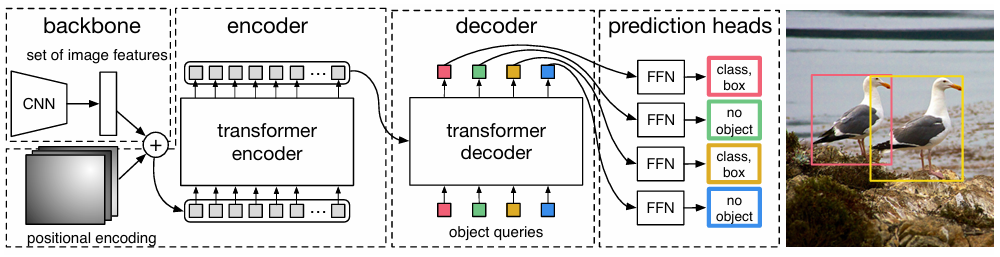 backbone
set of image features
CNN
+
positional encoding
encoder
...
transformer
encoder
...
decoder
transformer
decoder
object queries
prediction heads
FFN
class,
box
FFN
no
object
FFN
class,
box
FFN
no
object